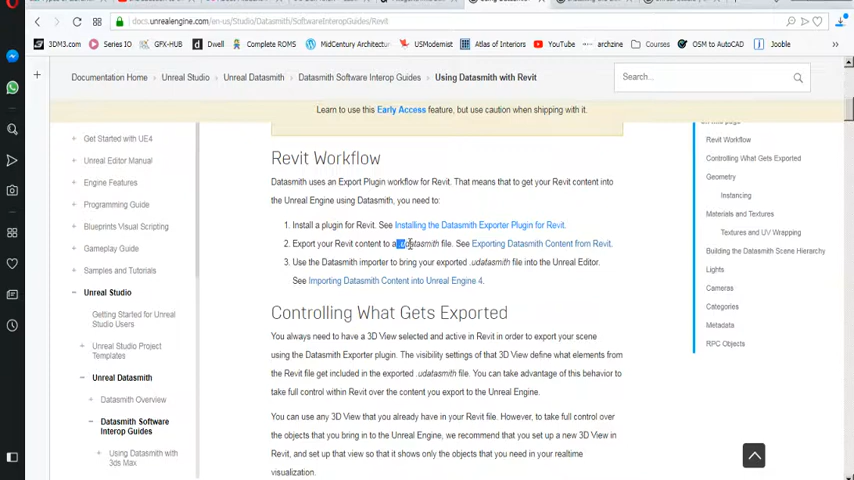 docs.unrealengine.com/en-us/Studio/Datasmith/SoftwareInteropGuides/Revit
3DM3.com Series IO GFX-HUB Dwell Complete ROMS MidCentury Architectur... USModernist Atlas of Interiors YouTube archzine Courses OSM to AutoCAD Jooble
Documentation Home Unreal Studio Unreal Datasmith Datasmith Software Interop Guides Using Datasmith with Revit
Search...
Learn to use this Early Access feature, but use caution when shipping with it.
Get Started with UE4
Unreal Editor Manual
Engine Features
Programming Guide
Blueprints Visual Scripting
Gameplay Guide
Samples and Tutorials
Unreal Studio
Getting Started for Unreal
Studio Users
Unreal Studio Project
Templates
Unreal Datasmith
Datasmith Overview
Datasmith Software
Interop Guides
Using Datasmith with
3ds Max
Revit Workflow
Datasmith uses an Export Plugin workflow for Revit. That means that to get your Revit content into
the Unreal Engine using Datasmith, you need to:
1. Install a plugin for Revit. See Installing the Datasmith Exporter Plugin for Revit.
2. Export your Revit content to a .udatasmith file. See Exporting Datasmith Content from Revit.
3. Use the Datasmith importer to bring your exported .udatasmith file into the Unreal Editor.
See Importing Datasmith Content into Unreal Engine 4.
Controlling What Gets Exported
You always need to have a 3D View selected and active in Revit in order to export your scene
using the Datasmith Exporter plugin. The visibility settings of that 3D View define what elements from
the Revit file get included in the exported .udatasmith file. You can take advantage of this behavior to
take full control within Revit over the content you export to the Unreal Engine.
You can use any 3D View that you already have in your Revit file. However, to take full control over
the objects that you bring in to the Unreal Engine, we recommend that you set up a new 3D View in
Revit, and set up that view so that it shows only the objects that you need in your realtime
visualization.
Revit Workflow
Controlling What Gets Exported
Geometry
Instancing
Materials and Textures
Textures and UV Wrapping
Building the Datasmith Scene Hierarchy
Lights
Cameras
Categories
Metadata
RPC Objects